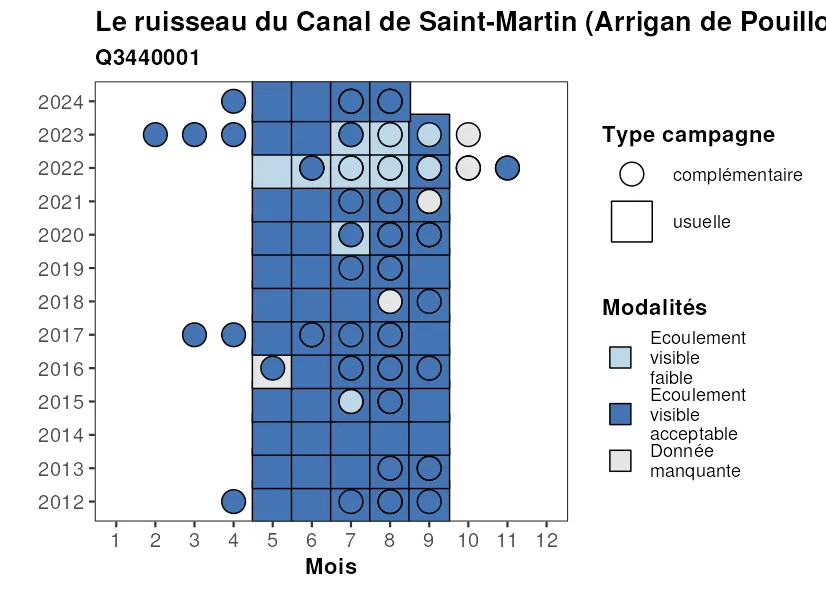 Le ruisseau du Canal de Saint-Martin (Arrigan de Pouillo
Q3440001
2024
2023
2022
2021
2020
2019
2018
2017
2016
2015
2014
2013
2012
1 2 3 4 5 6 7 8 9 10 11 12
Mois
Type campagne
complémentaire
usuelle
Modalités
Ecoulement
visible
faible
Ecoulement
visible
acceptable
Donnée
manquante